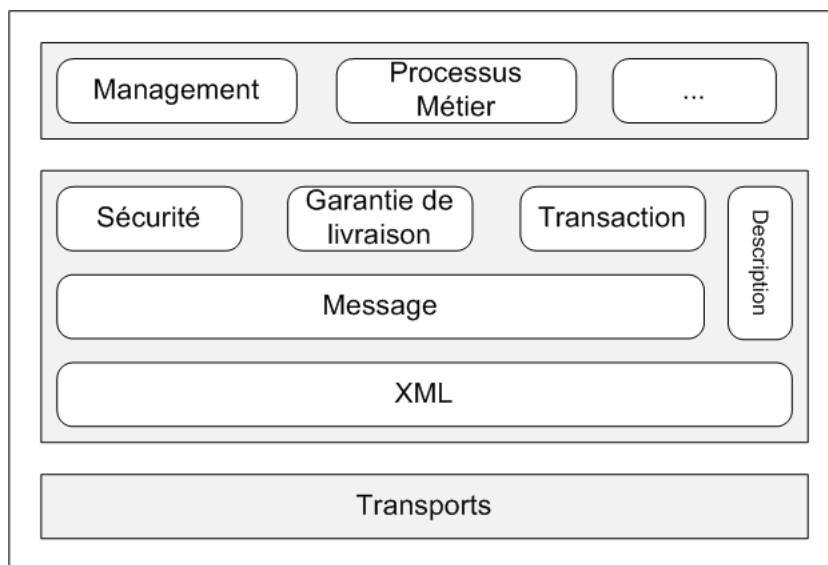 Management
Processus
Métier
...
Sécurité
Garantie de
livraison
Transaction
Description
Message
XML
Transports